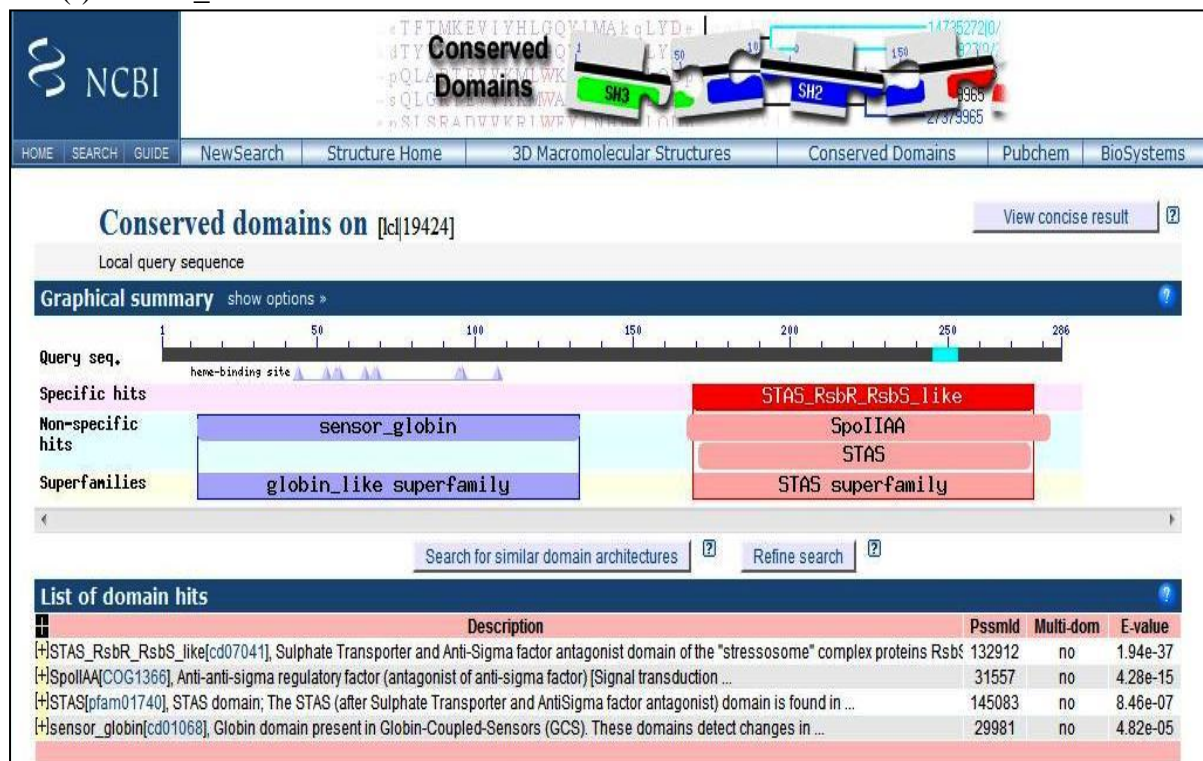 NCBI
Conserved
Domains
SH3
SH2
50
150
14735272|0/
9965
27379965
HOME SEARCH GUIDE NewSearch Structure Home 3D Macromolecular Structures Conserved Domains Pubchem BioSystems
Conserved domains on [lcl|19424]
View concise result ?
Local query sequence
Graphical summary show options » ?
1 50 100 150 200 250 286
Query seq.
heme-binding site
Specific hits STAS_RsbR_RsbS_like
Non-specific hits sensor_globin SpoIIAA
STAS
Superfamilies globin_like superfamily STAS superfamily
Search for similar domain architectures ? Refine search ?
List of domain hits ?
Description PssmId Multi-dom E-value
[+]STAS_RsbR_RsbS_like[cd07041], Sulphate Transporter and Anti-Sigma factor antagonist domain of the "stressosome" complex proteins RsbS 132912 no 1.94e-37
[+]SpoIIAA[COG1366], Anti-anti-sigma regulatory factor (antagonist of anti-sigma factor) [Signal transduction ... 31557 no 4.28e-15
[+]STAS[pfam01740], STAS domain; The STAS (after Sulphate Transporter and AntiSigma factor antagonist) domain is found in ... 145083 no 8.46e-07
[+]sensor_globin[cd01068], Globin domain present in Globin-Coupled-Sensors (GCS). These domains detect changes in ... 29981 no 4.82e-05